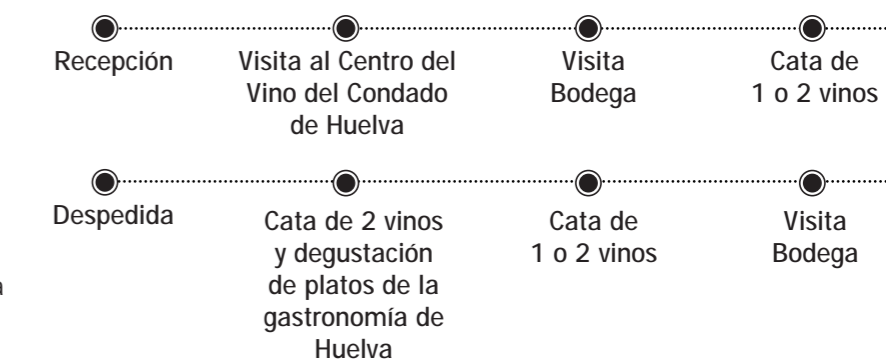 Recepción
Visita al Centro del
Vino del Condado
de Huelva
Visita
Bodega
Cata de
1 o 2 vinos
Despedida
Cata de 2 vinos
y degustación
de platos de la
gastronomía de
Huelva
Cata de
1 o 2 vinos
Visita
Bodega
a